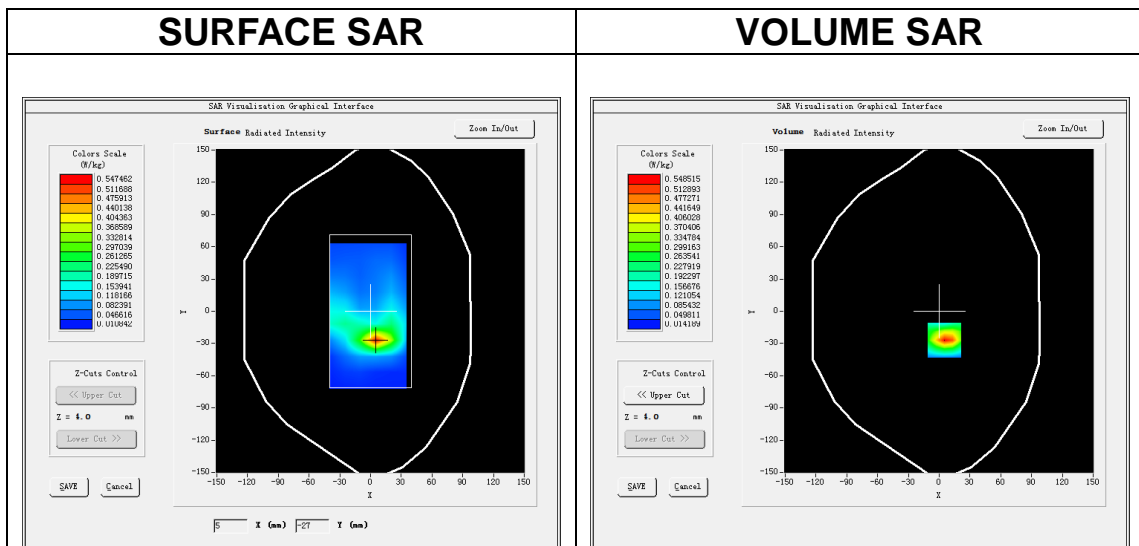 SURFACE SAR
SAR Visualisation Graphical Interface
Surface Radiated Intensity
Zoom In/Out
Colors Scale
(W/kg)
0.547462
0.511688
0.475913
0.440138
0.404363
0.368589
0.332814
0.297039
0.261265
0.225490
0.189715
0.153941
0.118166
0.082391
0.046616
0.010842
150
120
90
60
30
0
-30
-60
-90
-120
-150
Y
-150 -120 -90 -60 -30 0 30 60 90 120 150
X
Z-Cuts Control
<< Upper Cut
Z = 4.0 mm
Lower Cut >>
SAVE Cancel
5 X (mm) -27 Y (mm)
VOLUME SAR
SAR Visualisation Graphical Interface
Volume Radiated Intensity
Zoom In/Out
Colors Scale
(W/kg)
0.548515
0.512893
0.477271
0.441649
0.406028
0.370406
0.334784
0.299163
0.263541
0.227919
0.192297
0.156676
0.121054
0.085432
0.049811
0.014189
150
120
90
60
30
0
-30
-60
-90
-120
-150
Y
-150 -120 -90 -60 -30 0 30 60 90 120 150
X
Z-Cuts Control
<< Upper Cut
Z = 4.0 mm
Lower Cut >>
SAVE Cancel